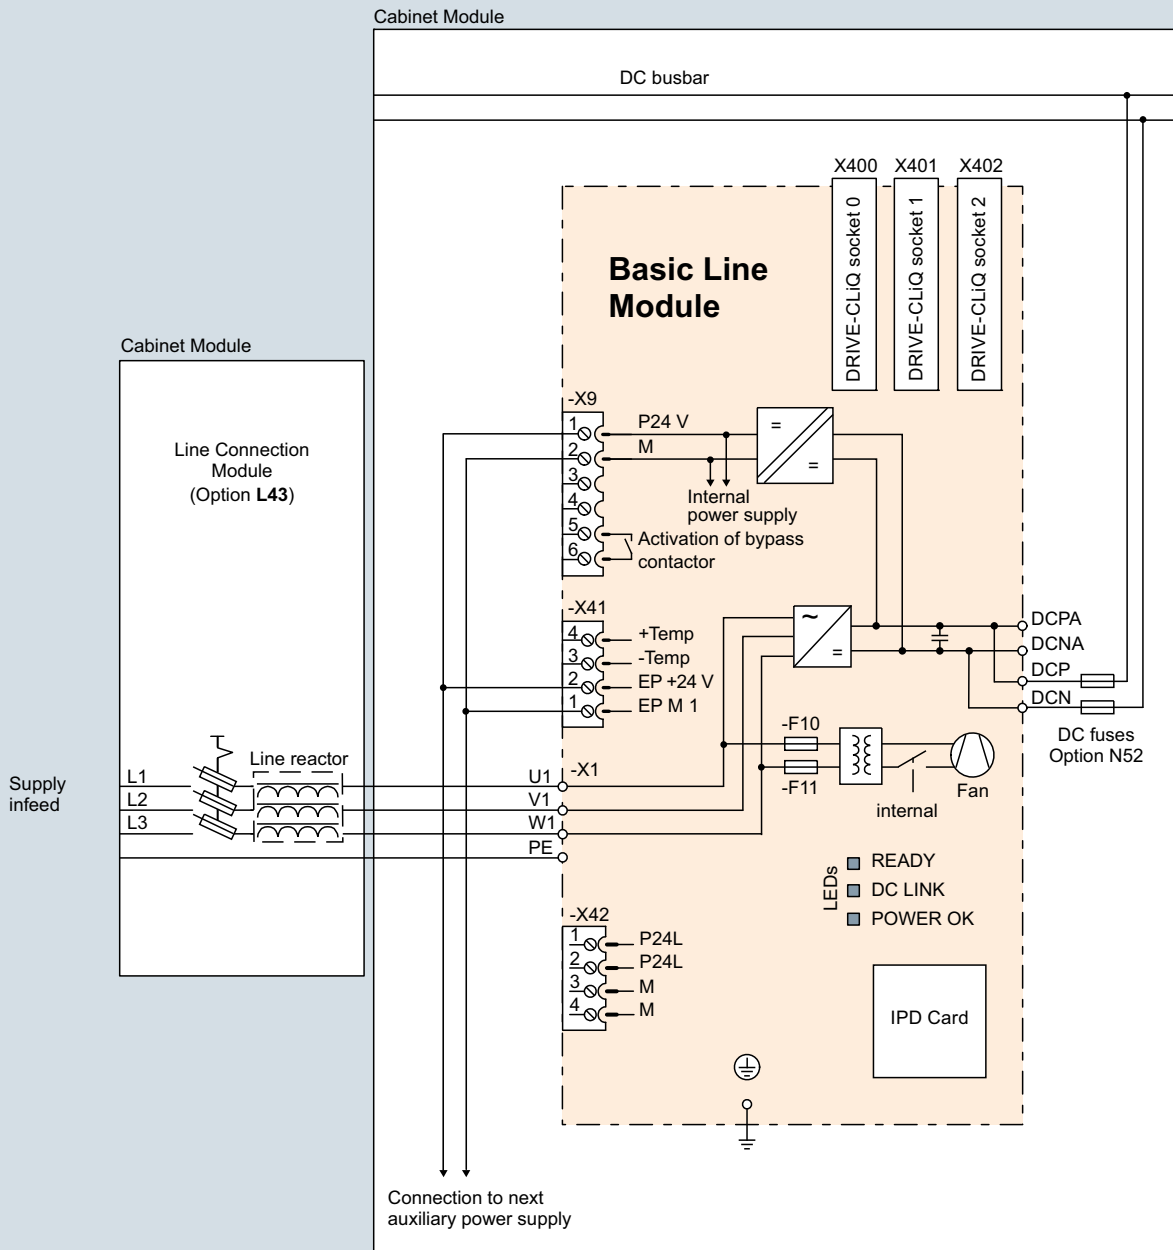 Cabinet Module
DC busbar
X400
X401
X402
DRIVE-CLiQ socket 0
DRIVE-CLiQ socket 1
DRIVE-CLiQ socket 2
Basic Line
Module
Cabinet Module
Line Connection
Module
(Option L43)
-X9
1
2
3
4
5
6
P24 V
M
=
=
Internal
power supply
Activation of bypass
contactor
-X41
4
3
2
1
+Temp
-Temp
EP +24 V
EP M 1
~
=
DCPA
DCNA
DCP
DCN
DC fuses
Option N52
-F10
-F11
internal
Fan
Supply
infeed
L1
L2
L3
Line reactor
U1
V1
W1
PE
-X1
LEDs
READY
DC LINK
POWER OK
-X42
1
2
3
4
P24L
P24L
M
M
IPD Card
Connection to next
auxiliary power supply